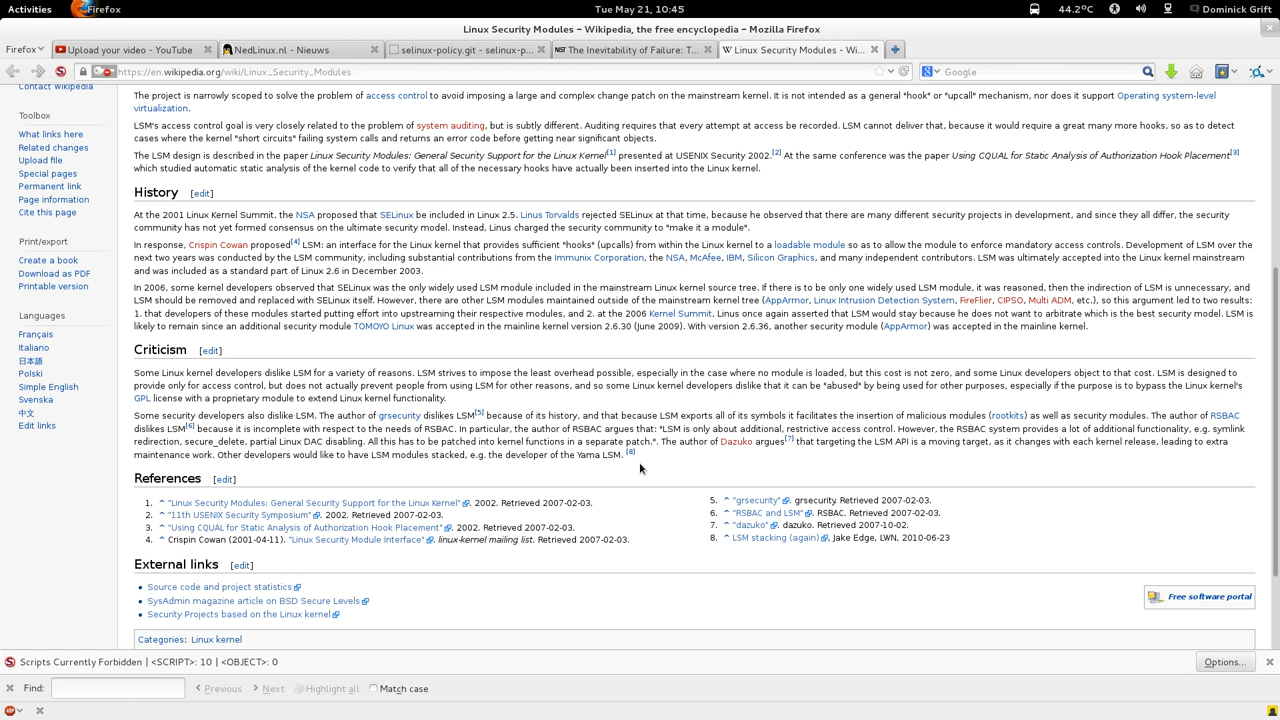 Activities
Firefox
Tue May 21, 10:45
44.2°C
Dominick Grift
Linux Security Modules - Wikipedia, the free encyclopedia - Mozilla Firefox
Firefox
Upload your video - YouTube
NedLinux.nl - Nieuws
selinux-policy.git - selinux-p...
The Inevitability of Failure: T...
Linux Security Modules - Wi...
https://en.wikipedia.org/wiki/Linux_Security_Modules
Google
Contact Wikipedia
Toolbox
What links here
Related changes
Upload file
Special pages
Permanent link
Page information
Cite this page
Print/export
Create a book
Download as PDF
Printable version
Languages
Français
Italiano
日本語
Polski
Simple English
Svenska
中文
Edit links
The project is narrowly scoped to solve the problem of access control to avoid imposing a large and complex change patch on the mainstream kernel. It is not intended as a general "hook" or "upcall" mechanism, nor does it support Operating system-level
virtualization.
LSM's access control goal is very closely related to the problem of system auditing, but is subtly different. Auditing requires that every attempt at access be recorded. LSM cannot deliver that, because it would require a great many more hooks, so as to detect
cases where the kernel "short circuits" failing system calls and returns an error code before getting near significant objects.
The LSM design is described in the paper Linux Security Modules: General Security Support for the Linux Kernel[1] presented at USENIX Security 2002.[2] At the same conference was the paper Using CQUAL for Static Analysis of Authorization Hook Placement[3]
which studied automatic static analysis of the kernel code to verify that all of the necessary hooks have actually been inserted into the Linux kernel.
History [edit]
At the 2001 Linux Kernel Summit, the NSA proposed that SELinux be included in Linux 2.5. Linus Torvalds rejected SELinux at that time, because he observed that there are many different security projects in development, and since they all differ, the security
community has not yet formed consensus on the ultimate security model. Instead, Linus charged the security community to "make it a module".
In response, Crispin Cowan proposed[4] LSM: an interface for the Linux kernel that provides sufficient "hooks" (upcalls) from within the Linux kernel to a loadable module so as to allow the module to enforce mandatory access controls. Development of LSM over the
next two years was conducted by the LSM community, including substantial contributions from the Immunix Corporation, the NSA, McAfee, IBM, Silicon Graphics, and many independent contributors. LSM was ultimately accepted into the Linux kernel mainstream
and was included as a standard part of Linux 2.6 in December 2003.
In 2006, some kernel developers observed that SELinux was the only widely used LSM module included in the mainstream Linux kernel source tree. If there is to be only one widely used LSM module, it was reasoned, then the indirection of LSM is unnecessary, and
LSM should be removed and replaced with SELinux itself. However, there are other LSM modules maintained outside of the mainstream kernel tree (AppArmor, Linux Intrusion Detection System, FireFlier, CIPSO, Multi ADM, etc.), so this argument led to two results:
1. that developers of these modules started putting effort into upstreaming their respective modules, and 2. at the 2006 Kernel Summit, Linus once again asserted that LSM would stay because he does not want to arbitrate which is the best security model. LSM is
likely to remain since an additional security module TOMOYO Linux was accepted in the mainline kernel version 2.6.30 (June 2009). With version 2.6.36, another security module (AppArmor) was accepted in the mainline kernel.
Criticism [edit]
Some Linux kernel developers dislike LSM for a variety of reasons. LSM strives to impose the least overhead possible, especially in the case where no module is loaded, but this cost is not zero, and some Linux developers object to that cost. LSM is designed to
provide only for access control, but does not actually prevent people from using LSM for other reasons, and so some Linux kernel developers dislike that it can be "abused" by being used for other purposes, especially if the purpose is to bypass the Linux kernel's
GPL license with a proprietary module to extend Linux kernel functionality.
Some security developers also dislike LSM. The author of grsecurity dislikes LSM[5] because of its history, and that because LSM exports all of its symbols it facilitates the insertion of malicious modules (rootkits) as well as security modules. The author of RSBAC
dislikes LSM[6] because it is incomplete with respect to the needs of RSBAC. In particular, the author of RSBAC argues that: "LSM is only about additional, restrictive access control. However, the RSBAC system provides a lot of additional functionality, e.g. symlink
redirection, secure_delete, partial Linux DAC disabling. All this has to be patched into kernel functions in a separate patch.". The author of Dazuko argues[7] that targeting the LSM API is a moving target, as it changes with each kernel release, leading to extra
maintenance work. Other developers would like to have LSM modules stacked, e.g. the developer of the Yama LSM. [8]
References [edit]
1. ^ "Linux Security Modules: General Security Support for the Linux Kernel". 2002. Retrieved 2007-02-03.
2. ^ "11th USENIX Security Symposium". 2002. Retrieved 2007-02-03.
3. ^ "Using CQUAL for Static Analysis of Authorization Hook Placement". 2002. Retrieved 2007-02-03.
4. ^ Crispin Cowan (2001-04-11). "Linux Security Module Interface". linux-kernel mailing list. Retrieved 2007-02-03.
5. ^ "grsecurity". grsecurity. Retrieved 2007-02-03.
6. ^ "RSBAC and LSM". RSBAC. Retrieved 2007-02-03.
7. ^ "dazuko". dazuko. Retrieved 2007-10-02.
8. ^ LSM stacking (again), Jake Edge, LWN, 2010-06-23
External links [edit]
Source code and project statistics
SysAdmin magazine article on BSD Secure Levels
Security Projects based on the Linux kernel
Free software portal
Categories: Linux kernel
Scripts Currently Forbidden | <SCRIPT>: 10 | <OBJECT>: 0
Options...
Find:
Previous
Next
Highlight all
Match case